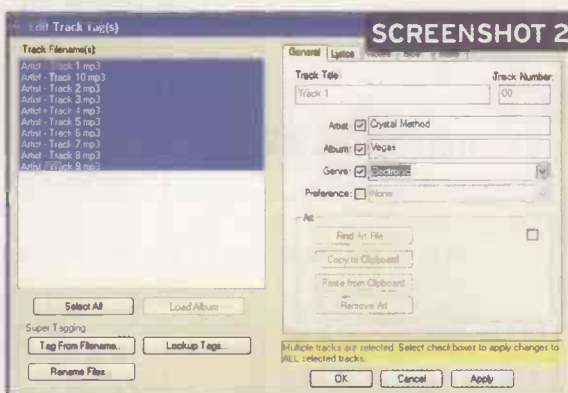 Edit Track Tag(s)
SCREENSHOT 2
Track Filename(s):
Artist - Track 1 mp3
Artist - Track 10 mp3
Artist - Track 2 mp3
Artist - Track 3 mp3
Artist - Track 4 mp3
Artist - Track 5 mp3
Artist - Track 6 mp3
Artist - Track 7 mp3
Artist - Track 8 mp3
Artist - Track 9 mp3
Select All
Load Album
Super Tagging
Tag From Filename..
Lookup Tags...
Rename Files
General Lyrics
Track Title
Track Number:
Track 1
00
Artist: Crystal Method
Album: Vegas
Genre: Electronic
Preference: None
Art
Find Art File
Copy to Clipboard
Paste from Clipboard
Remove Art
Multiple tracks are selected. Select check boxes to apply changes to
ALL selected tracks.
OK
Cancel
Apply